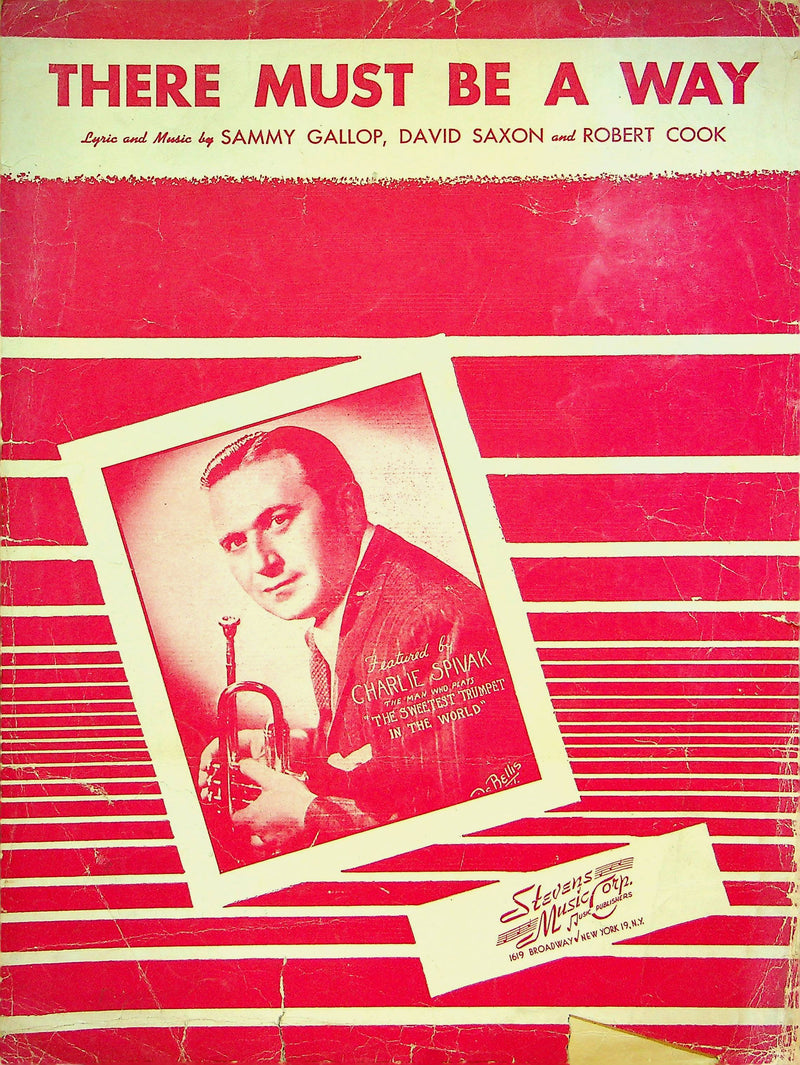 THERE MUST BE A WAY
Lyric and Music by SAMMY GALLOP, DAVID SAXON and ROBERT COOK
Featured by
CHARLIE SPIVAK
THE MAN WHO PLAYS
"THE SWEETEST TRUMPET
IN THE WORLD"
De Bellis
Stevens
Music Corp.
MUSIC PUBLISHERS
1619 BROADWAY NEW YORK 19, N.Y.